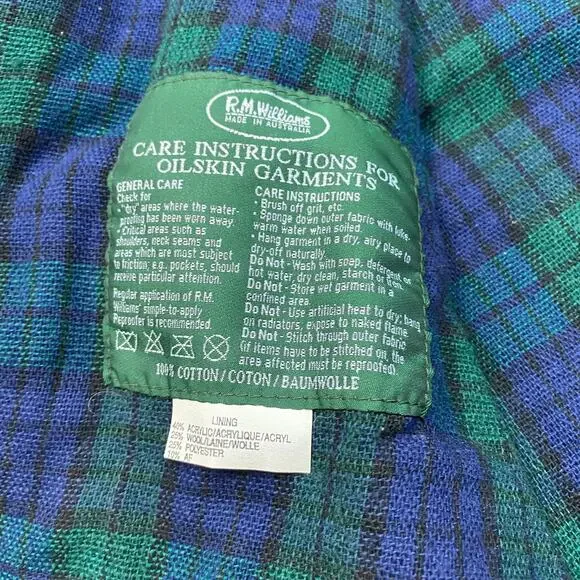 R.M.Williams
MADE IN AUSTRALIA
CARE INSTRUCTIONS FOR
OILSKIN GARMENTS
GENERAL CARE
Check for
• "dry" areas where the water-
proofing has been worn away.
• Critical areas such as
shoulders, neck seams and
areas which are most subject
to friction; e.g., pockets, should
receive particular attention.
Regular application of R.M.
Williams' simple-to-apply
Reproofer is recommended.
CARE INSTRUCTIONS
• Brush off grit, etc.
• Sponge down outer fabric with luke-
warm water when soiled.
• Hang garment in a dry, airy place to
dry-off naturally.
Do Not - Wash with soap, detergent or
hot water, dry clean, starch or iron.
Do Not - Store wet garment in a
confined area.
Do Not - Use artificial heat to dry; hang
on radiators, expose to naked flame.
Do Not - Stitch through outer fabric
(if items have to be stitched on, the
area affected must be reproofed).
100% COTTON/COTON/BAUMWOLLE
LINING
40% ACRYLIC/ACRYLIQUE/ACRYL
25% WOOL/LAINE/WOLLE
25% POLYESTER
10% AF